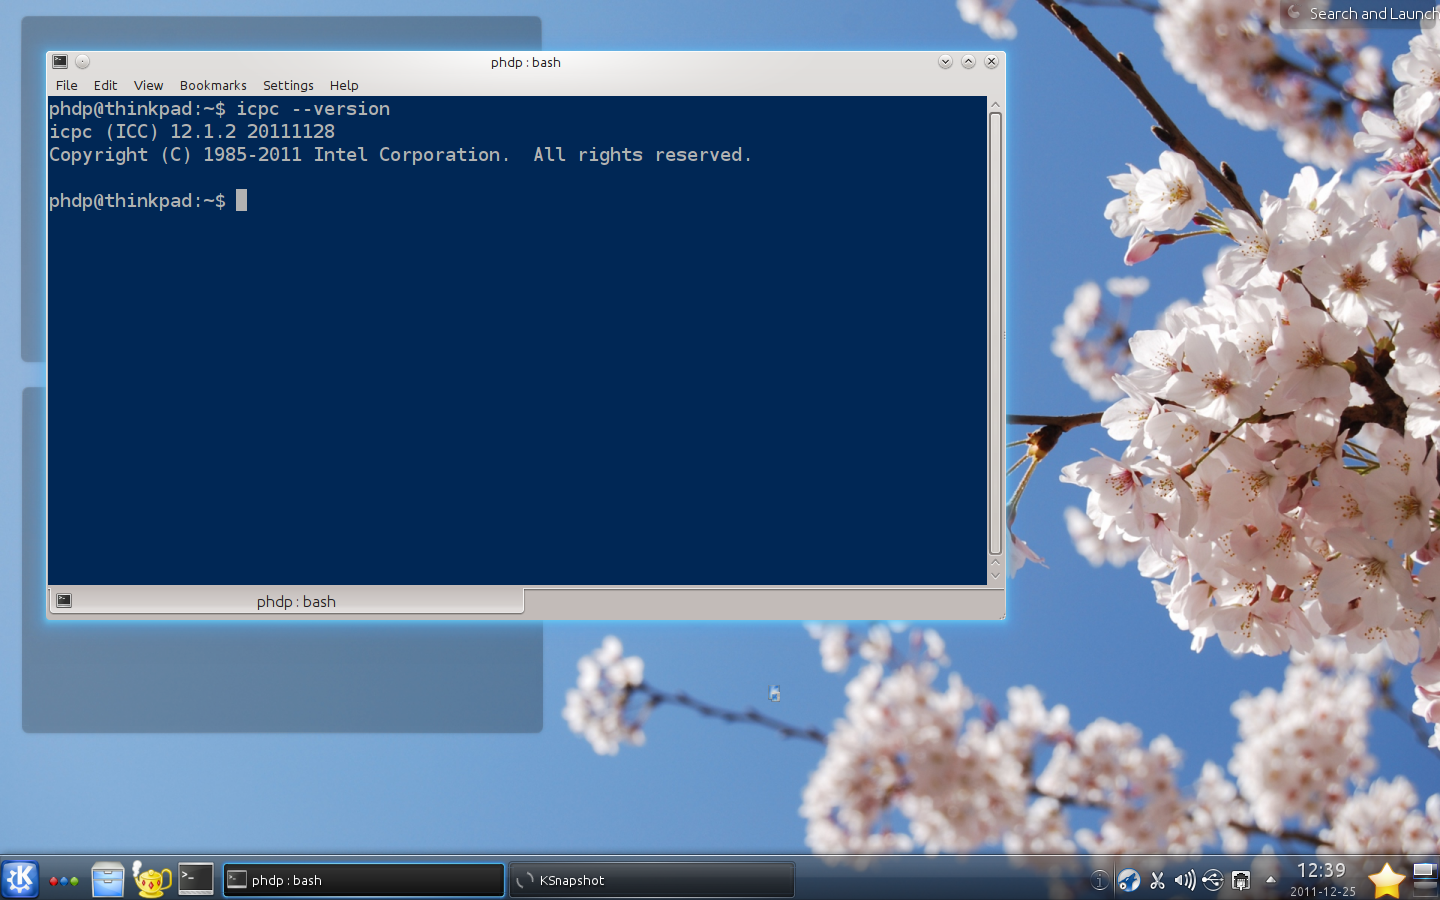 Search and Launch
phdp : bash
File Edit View Bookmarks Settings Help
phdp@thinkpad:~$ icpc --version
icpc (ICC) 12.1.2 20111128
Copyright (C) 1985-2011 Intel Corporation.  All rights reserved.
phdp@thinkpad:~$
phdp : bash
phdp : bash
KSnapshot
12:39
2011-12-25